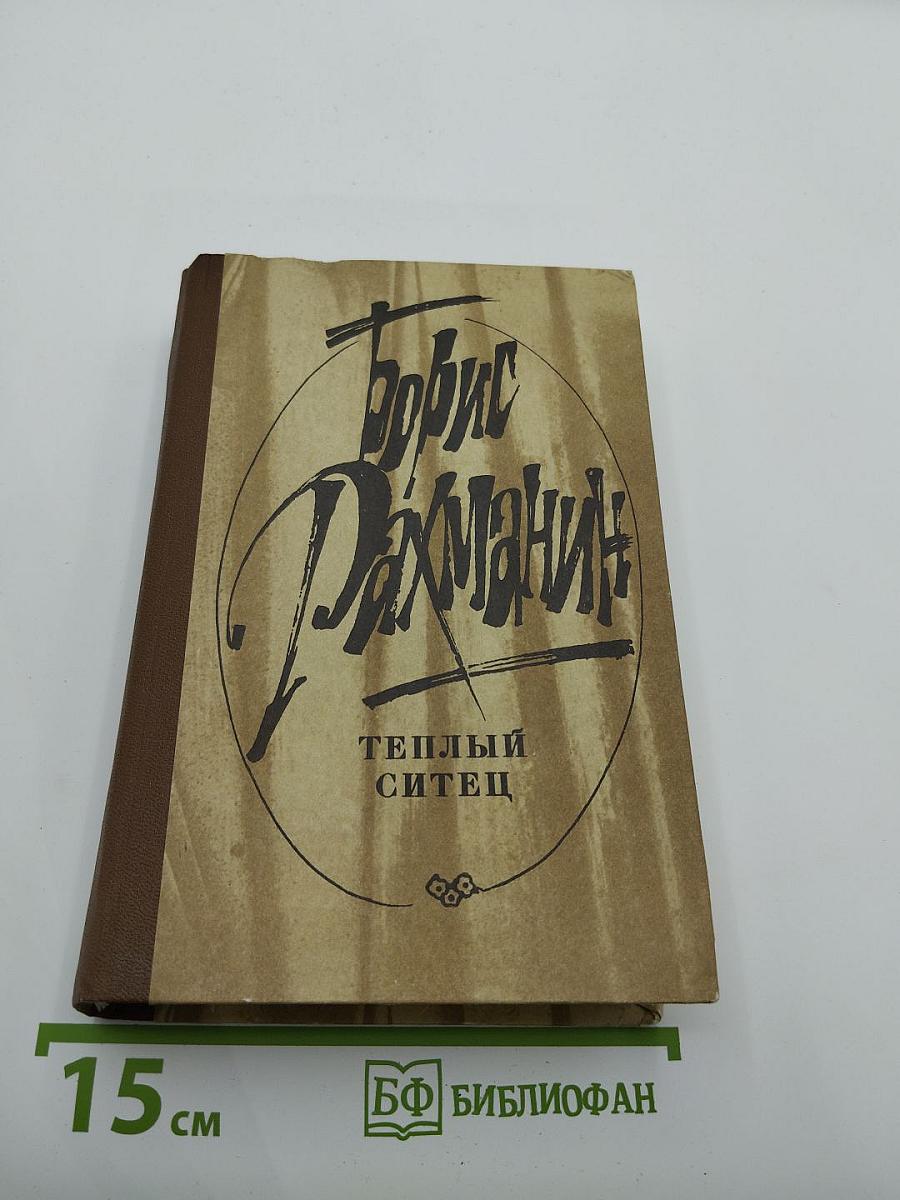 Борис
Рахманин
ТЕПЛЫЙ
СИТЕЦ
15 см
БФ БИБЛИОФАН